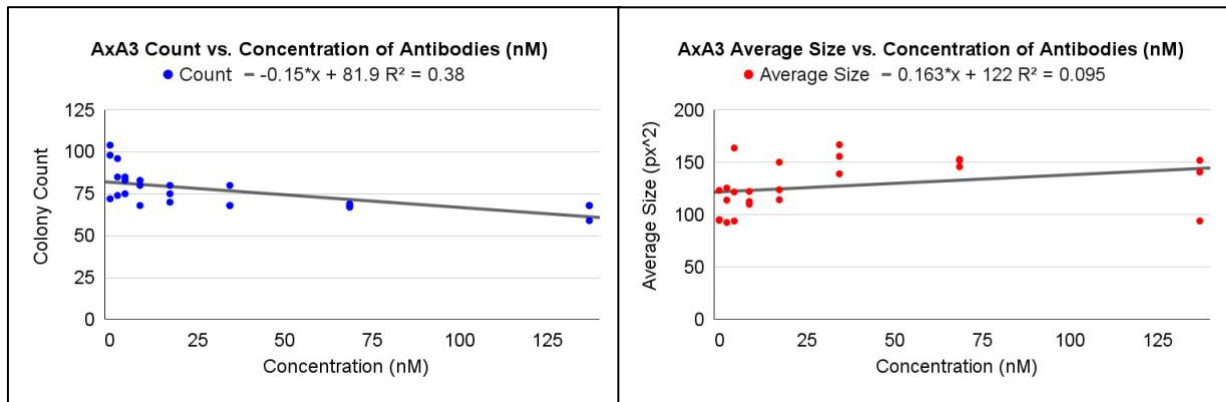 AxA3 Count vs. Concentration of Antibodies (nM)
Count -0.15*x + 81.9 R² = 0.38
125
100
75
50
25
0
Colony Count
0 25 50 75 100 125
Concentration (nM)
AxA3 Average Size vs. Concentration of Antibodies (nM)
Average Size 0.163*x + 122 R² = 0.095
200
150
100
50
0
Average Size (px^2)
0 25 50 75 100 125
Concentration (nM)